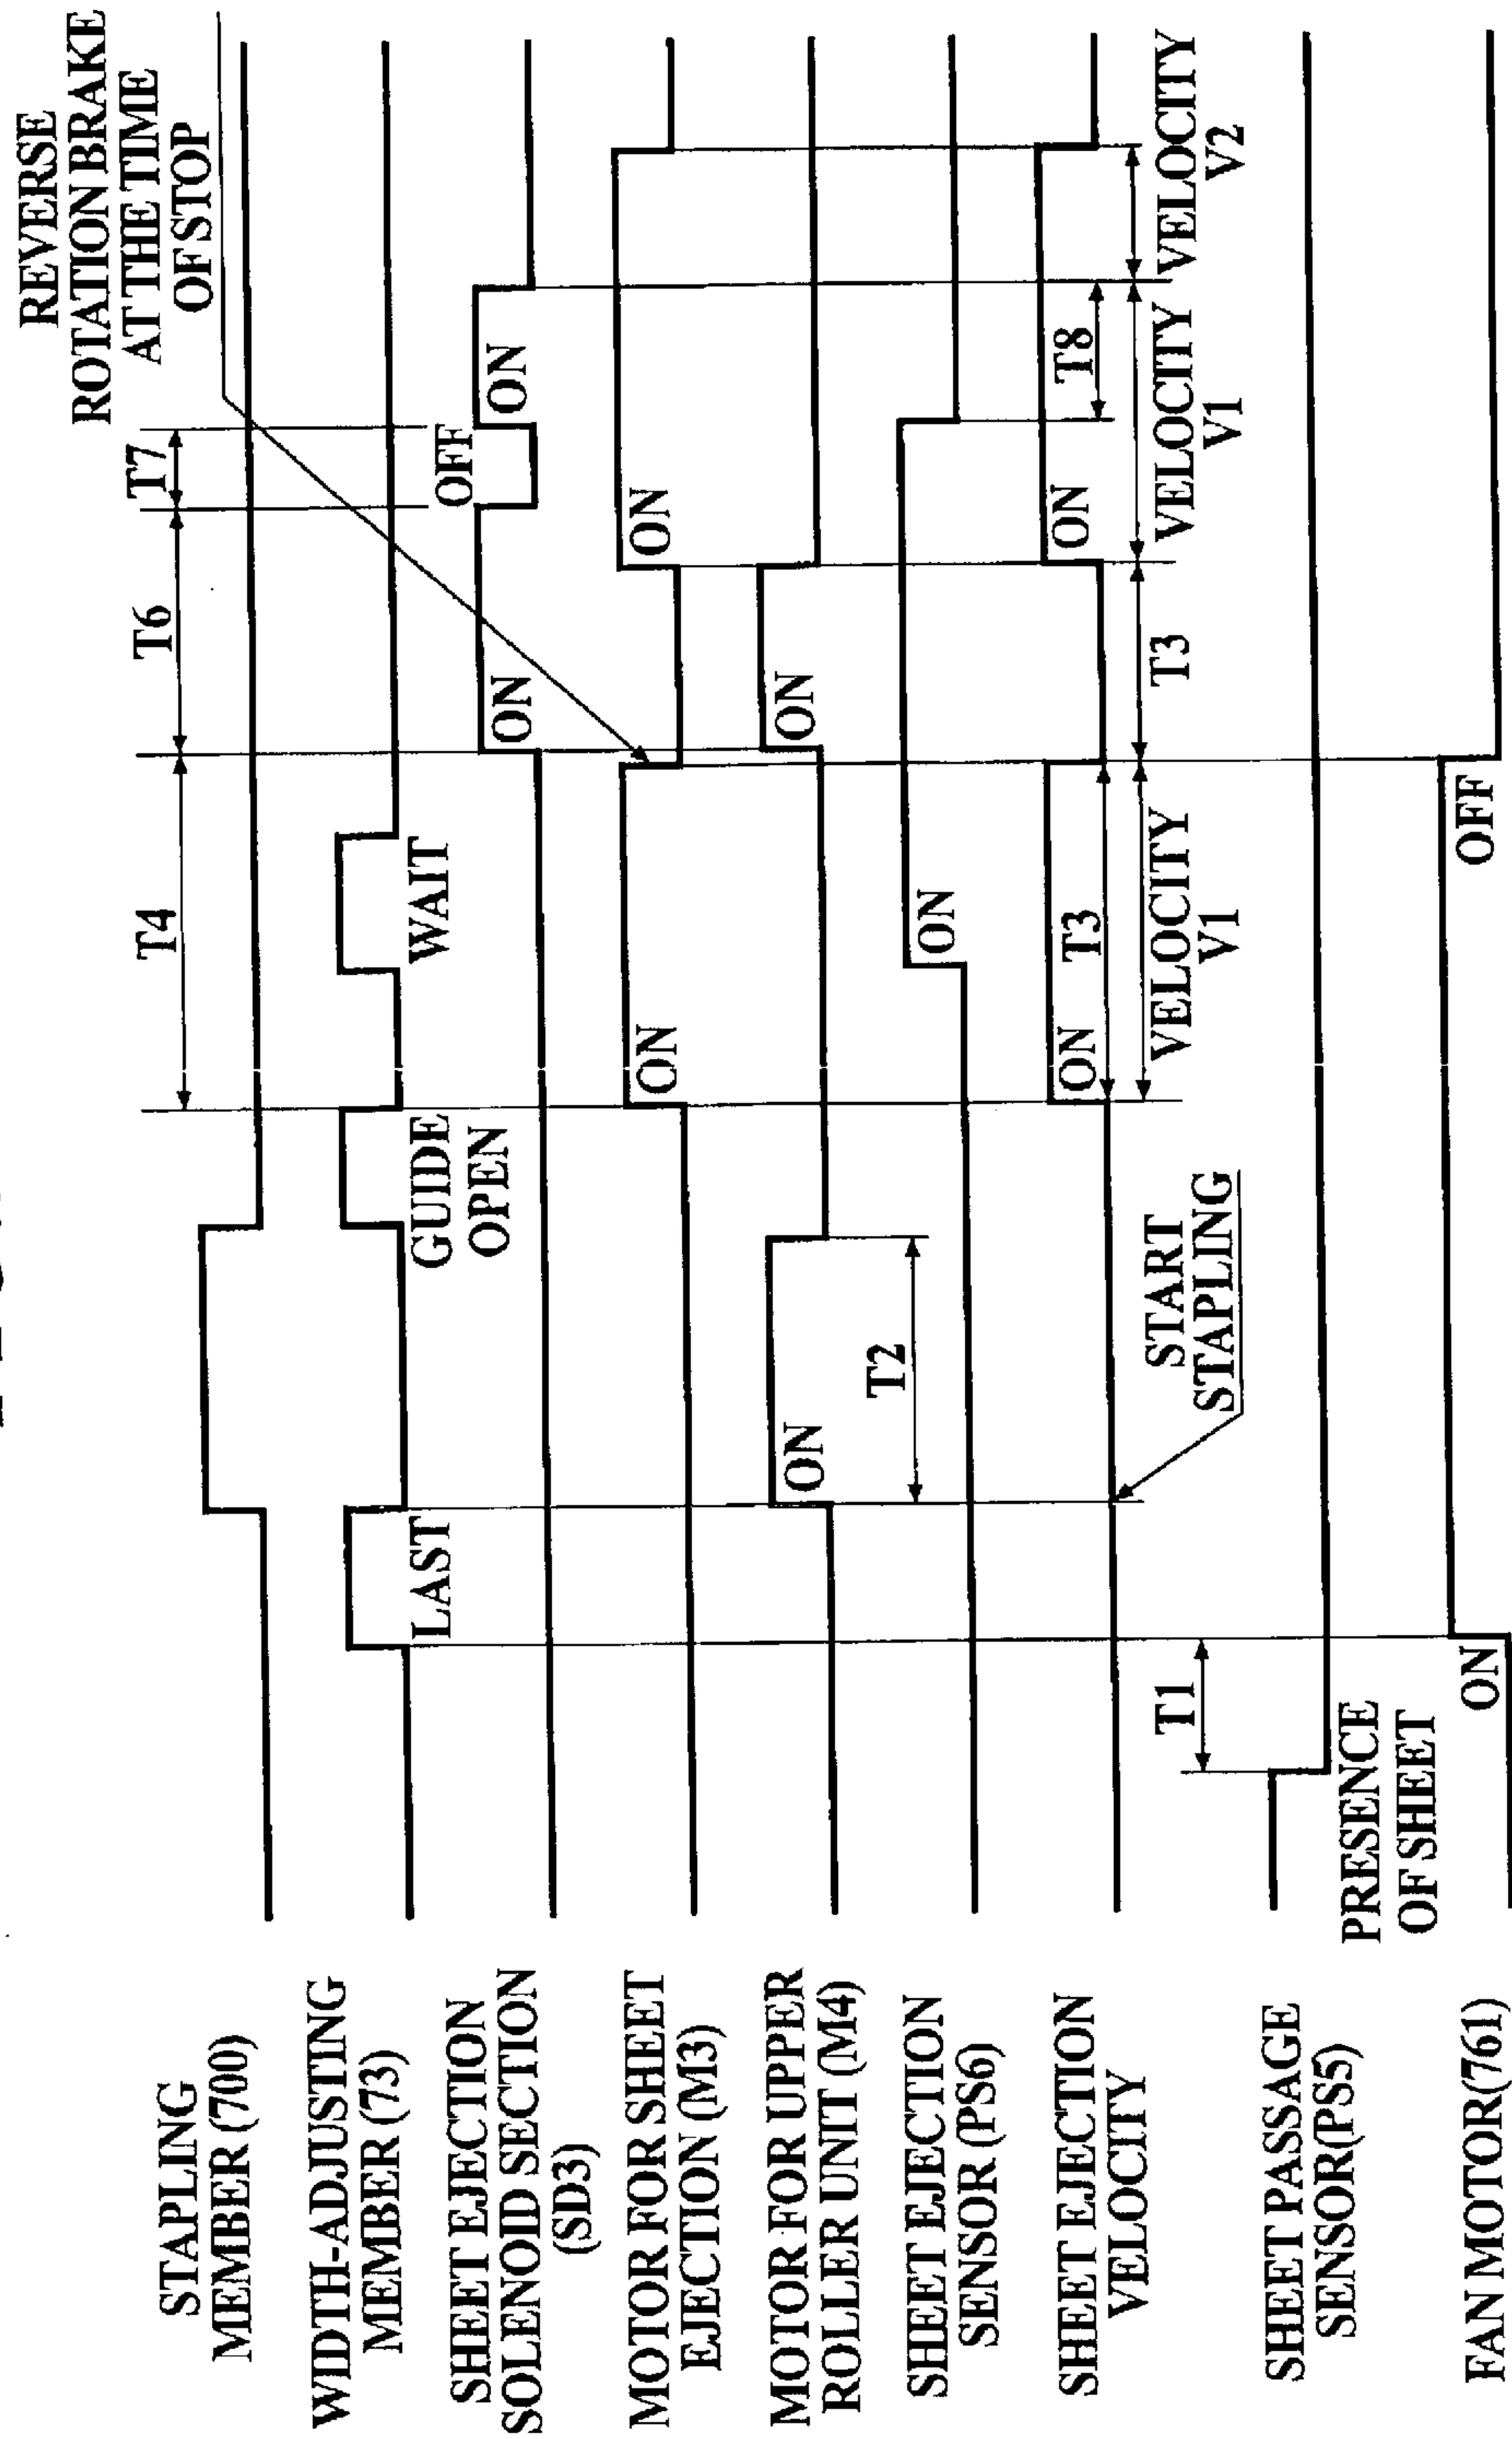 REVERSE
ROTATION BRAKE
AT THE TIME
OF STOP
STAPLING
MEMBER (700)
T4
T6
T7
WIDTH-ADJUSTING
MEMBER (73)
LAST
GUIDE
OPEN
WAIT
SHEET EJECTION
SOLENOID SECTION
(SD3)
ON
OFF
ON
MOTOR FOR SHEET
EJECTION (M3)
ON
ON
MOTOR FOR UPPER
ROLLER UNIT (M4)
ON
T2
ON
SHEET EJECTION
SENSOR (PS6)
ON
SHEET EJECTION
VELOCITY
START
STAPLING
ON
T3
VELOCITY
V1
T3
ON
T8
VELOCITY
V1
VELOCITY
V2
SHEET PASSAGE
SENSOR(PS5)
PRESENCE
OF SHEET
T1
FAN MOTOR(761)
ON
OFF